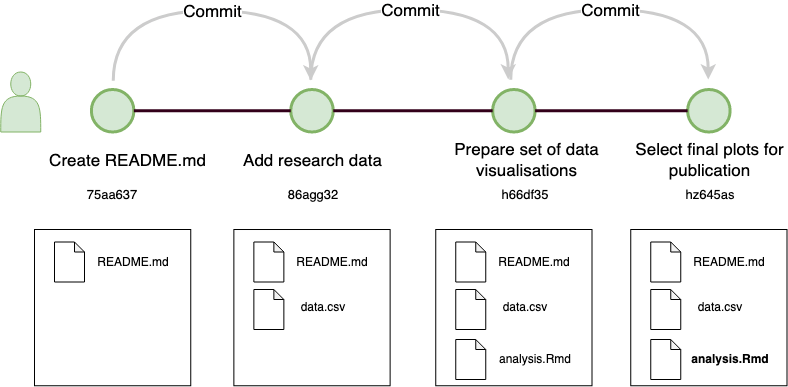 Commit
Commit
Commit
Create README.md
Add research data
Prepare set of data
visualisations
Select final plots for
publication
75aa637
86agg32
h66df35
hz645as
README.md
README.md
data.csv
README.md
data.csv
analysis.Rmd
README.md
data.csv
analysis.Rmd